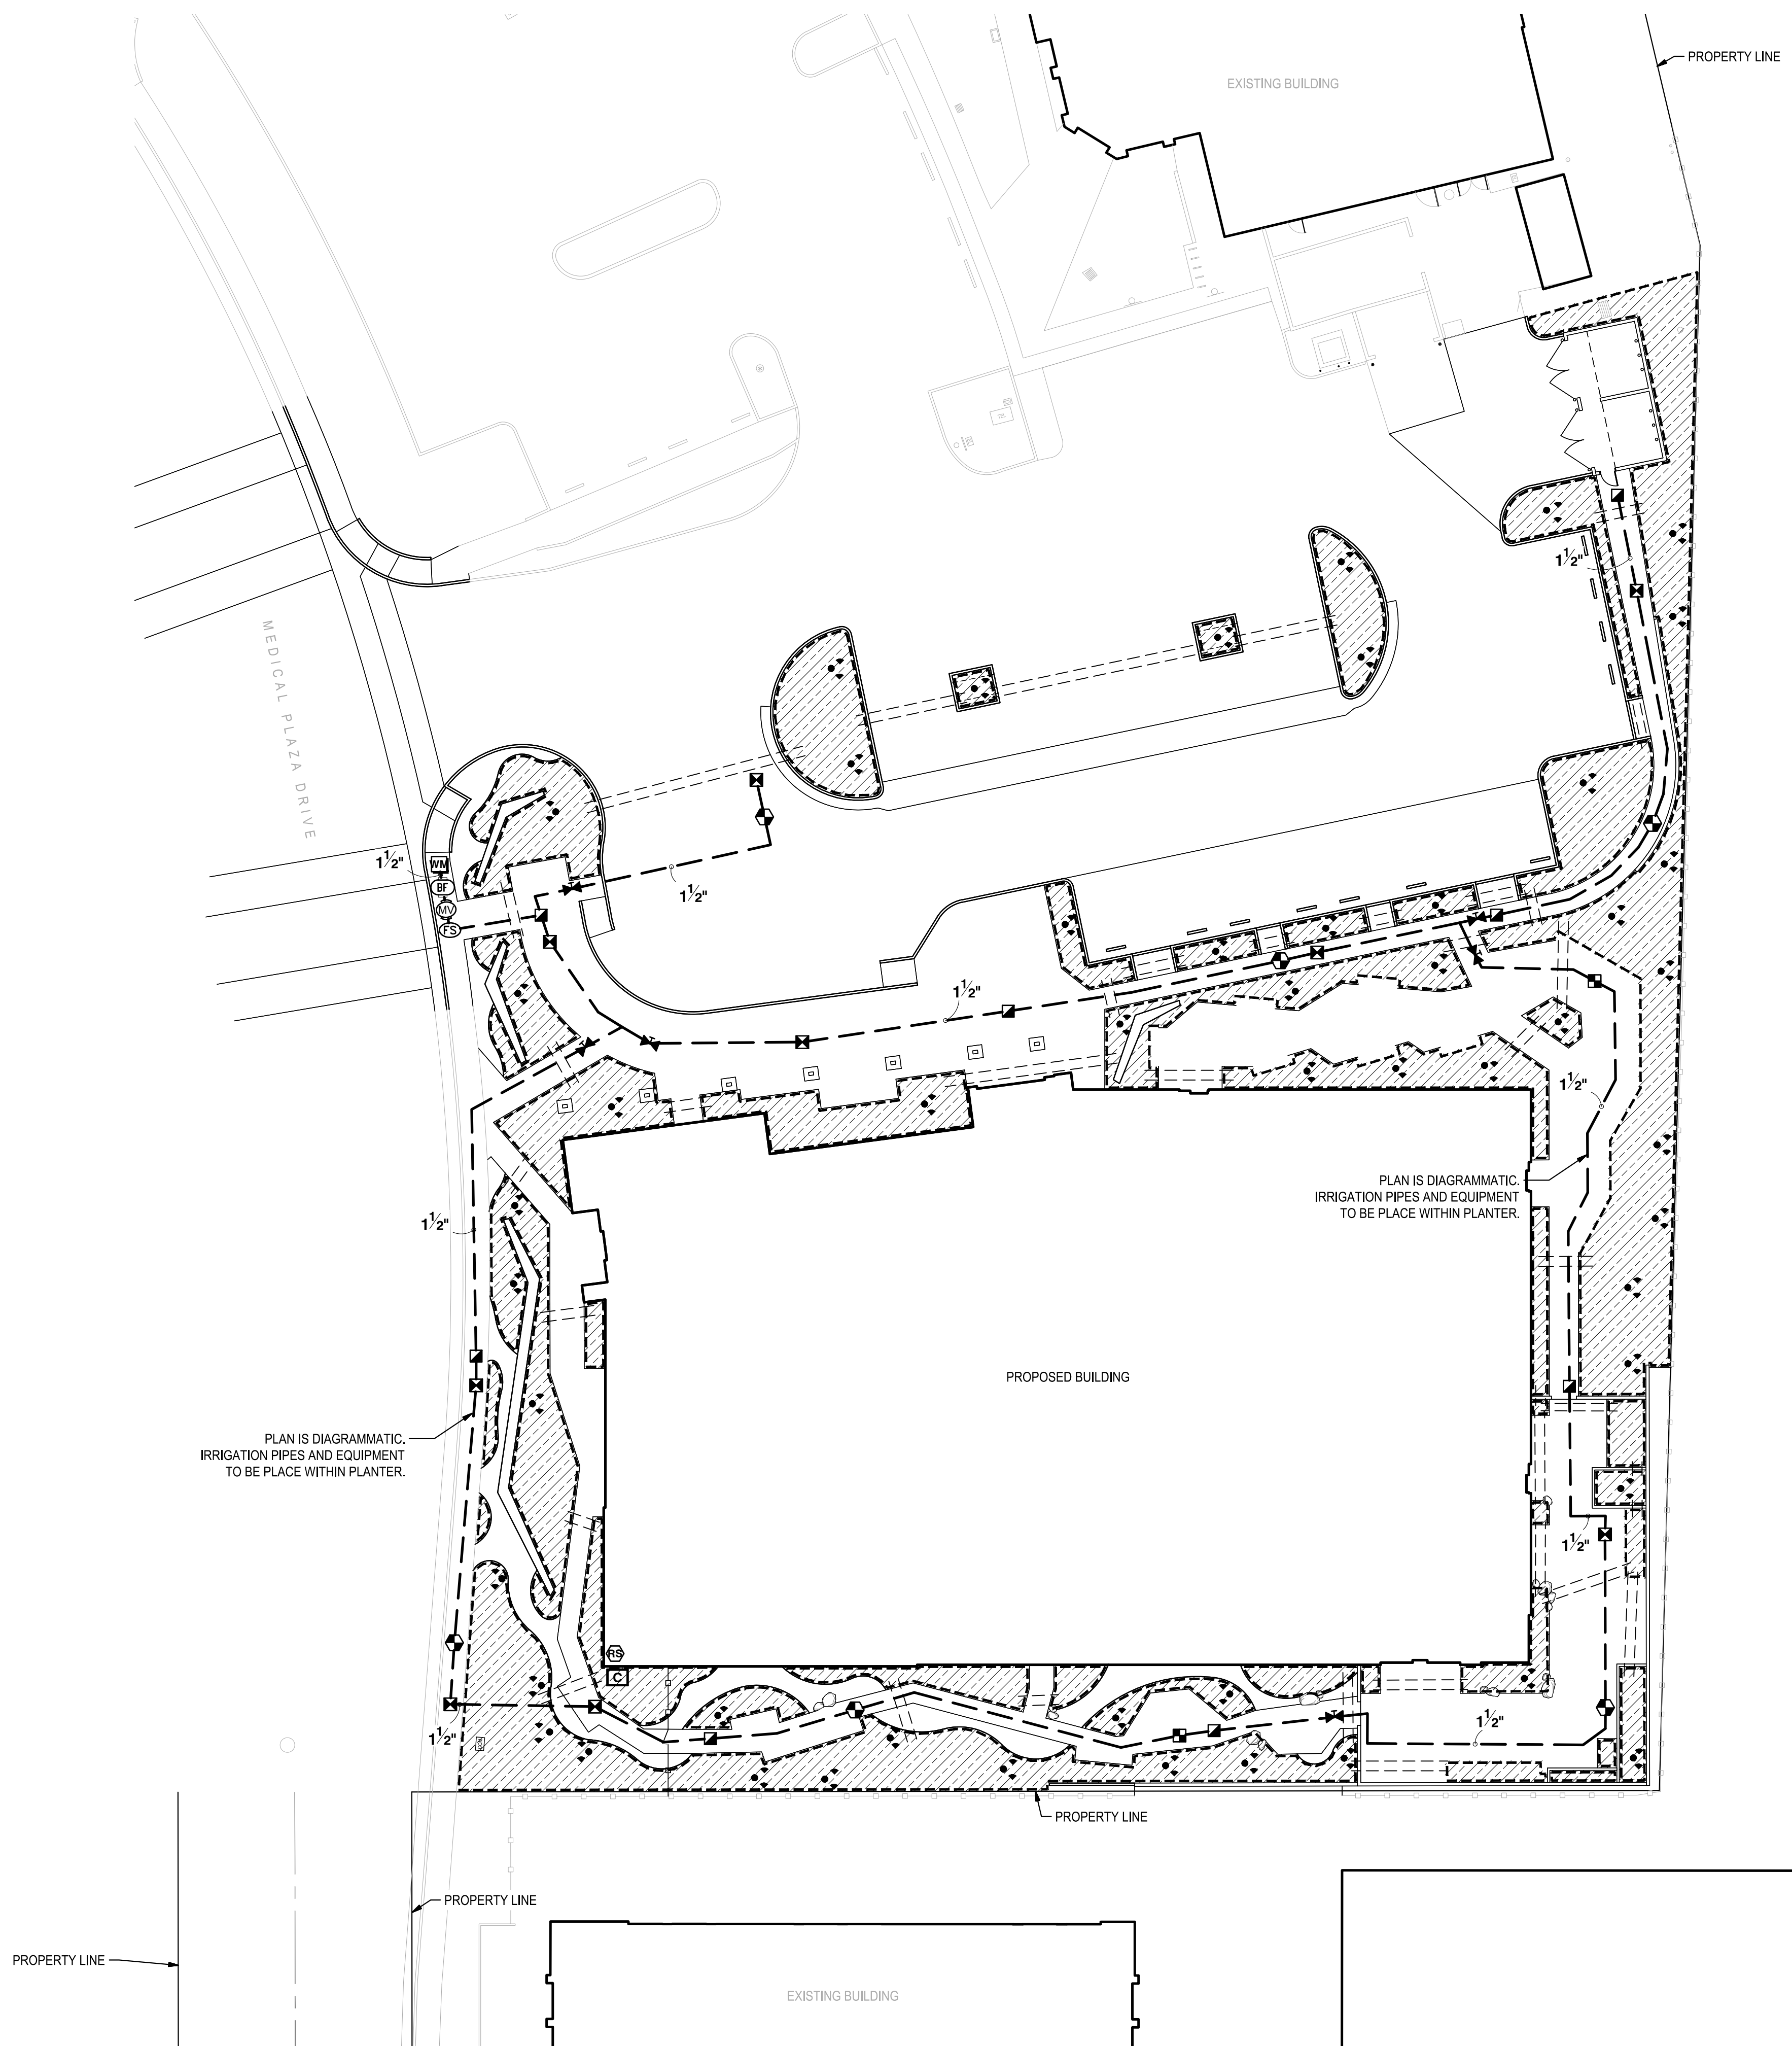 EXISTING BUILDING
PROPERTY LINE
TEL
1½"
MEDICAL PLAZA DRIVE
1½"
WM
BF
MV
FS
1½"
1½"
1½"
PLAN IS DIAGRAMMATIC.
IRRIGATION PIPES AND EQUIPMENT
TO BE PLACE WITHIN PLANTER.
1½"
PROPOSED BUILDING
PLAN IS DIAGRAMMATIC.
IRRIGATION PIPES AND EQUIPMENT
TO BE PLACE WITHIN PLANTER.
1½"
RS
C
1½"
1½"
PROPERTY LINE
PROPERTY LINE
PROPERTY LINE
EXISTING BUILDING